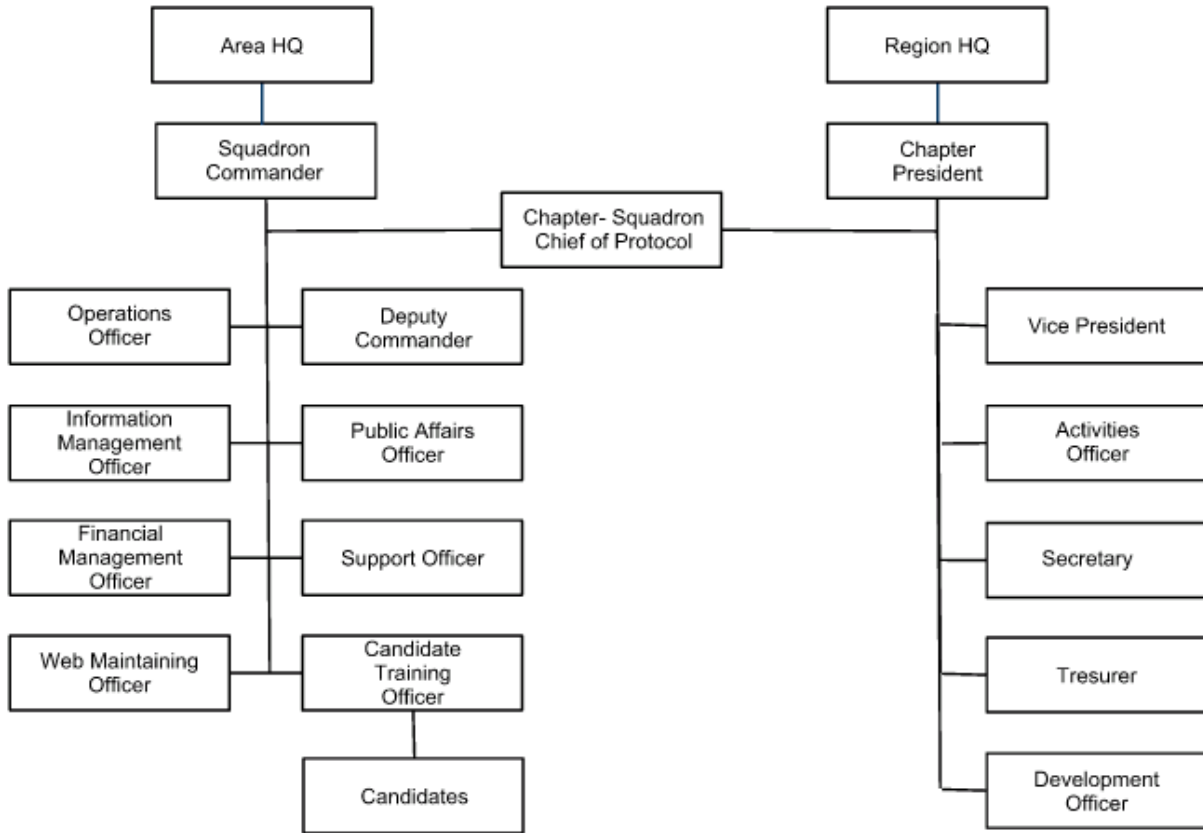 Area HQ
Region HQ
Squadron
Commander
Chapter
President
Chapter- Squadron
Chief of Protocol
Operations
Officer
Deputy
Commander
Vice President
Information
Management
Officer
Public Affairs
Officer
Activities
Officer
Financial
Management
Officer
Support Officer
Secretary
Web Maintaining
Officer
Candidate
Training
Officer
Tresurer
Candidates
Development
Officer